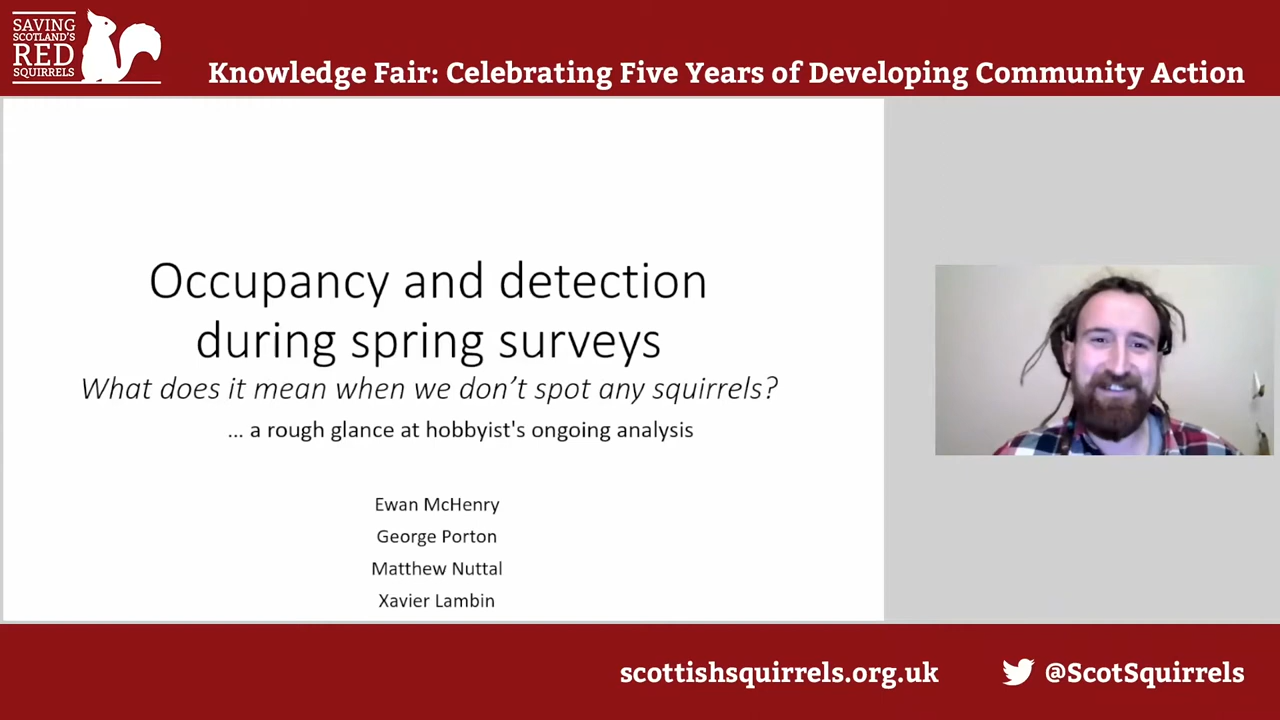 SAVING
SCOTLAND'S
RED
SQUIRRELS
Knowledge Fair: Celebrating Five Years of Developing Community Action
Occupancy and detection
during spring surveys
What does it mean when we don't spot any squirrels?
... a rough glance at hobbyist's ongoing analysis
Ewan McHenry
George Porton
Matthew Nuttal
Xavier Lambin
scottishsquirrels.org.uk
@ScotSquirrels